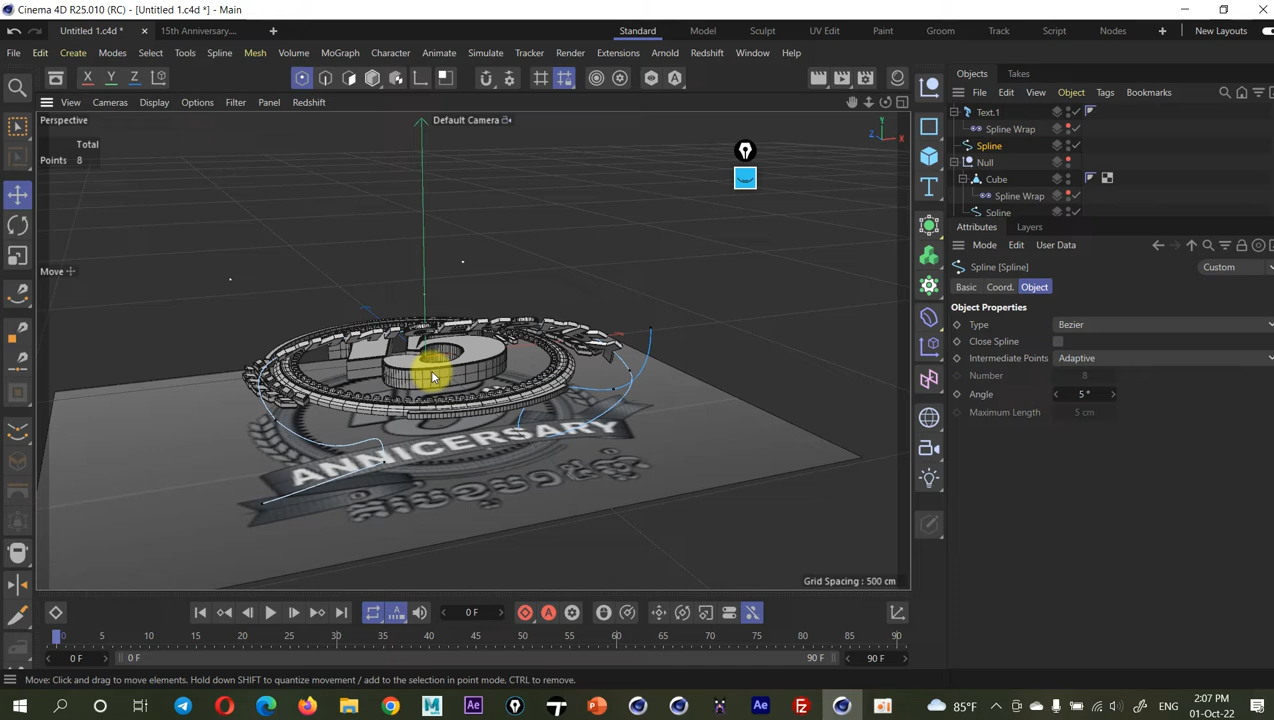 Cinema 4D R25.010 (RC) - [Untitled 1.c4d *] - Main
Untitled 1.c4d * × 15th Anniversary.... +
Standard Model Sculpt UV Edit Paint Groom Track Script Nodes + New Layouts
File Edit Create Modes Select Tools Spline Mesh Volume MoGraph Character Animate Simulate Tracker Render Extensions Arnold Redshift Window Help
X Y Z
Objects Takes
View Cameras Display Options Filter Panel Redshift
File Edit View Object Tags Bookmarks
Perspective
Default Camera
Text.1
Spline Wrap
Total
Points 8
Spline
Null
Cube
Spline Wrap
Spline
Y
Z X
Attributes Layers
Mode Edit User Data
Move
Spline [Spline] Custom
Basic Coord. Object
Object Properties
Type Bezier
Close Spline
Intermediate Points Adaptive
Number 8
Angle 5 °
Maximum Length 5 cm
ANNICERSARY
Grid Spacing : 500 cm
0 F
0 5 10 15 20 25 30 35 40 45 50 55 60 65 70 75 80 85 90
0 F 0 F 90 F 90 F
Move: Click and drag to move elements. Hold down SHIFT to quantize movement / add to the selection in point mode, CTRL to remove.
85°F ENG 2:07 PM
01-Oct-22